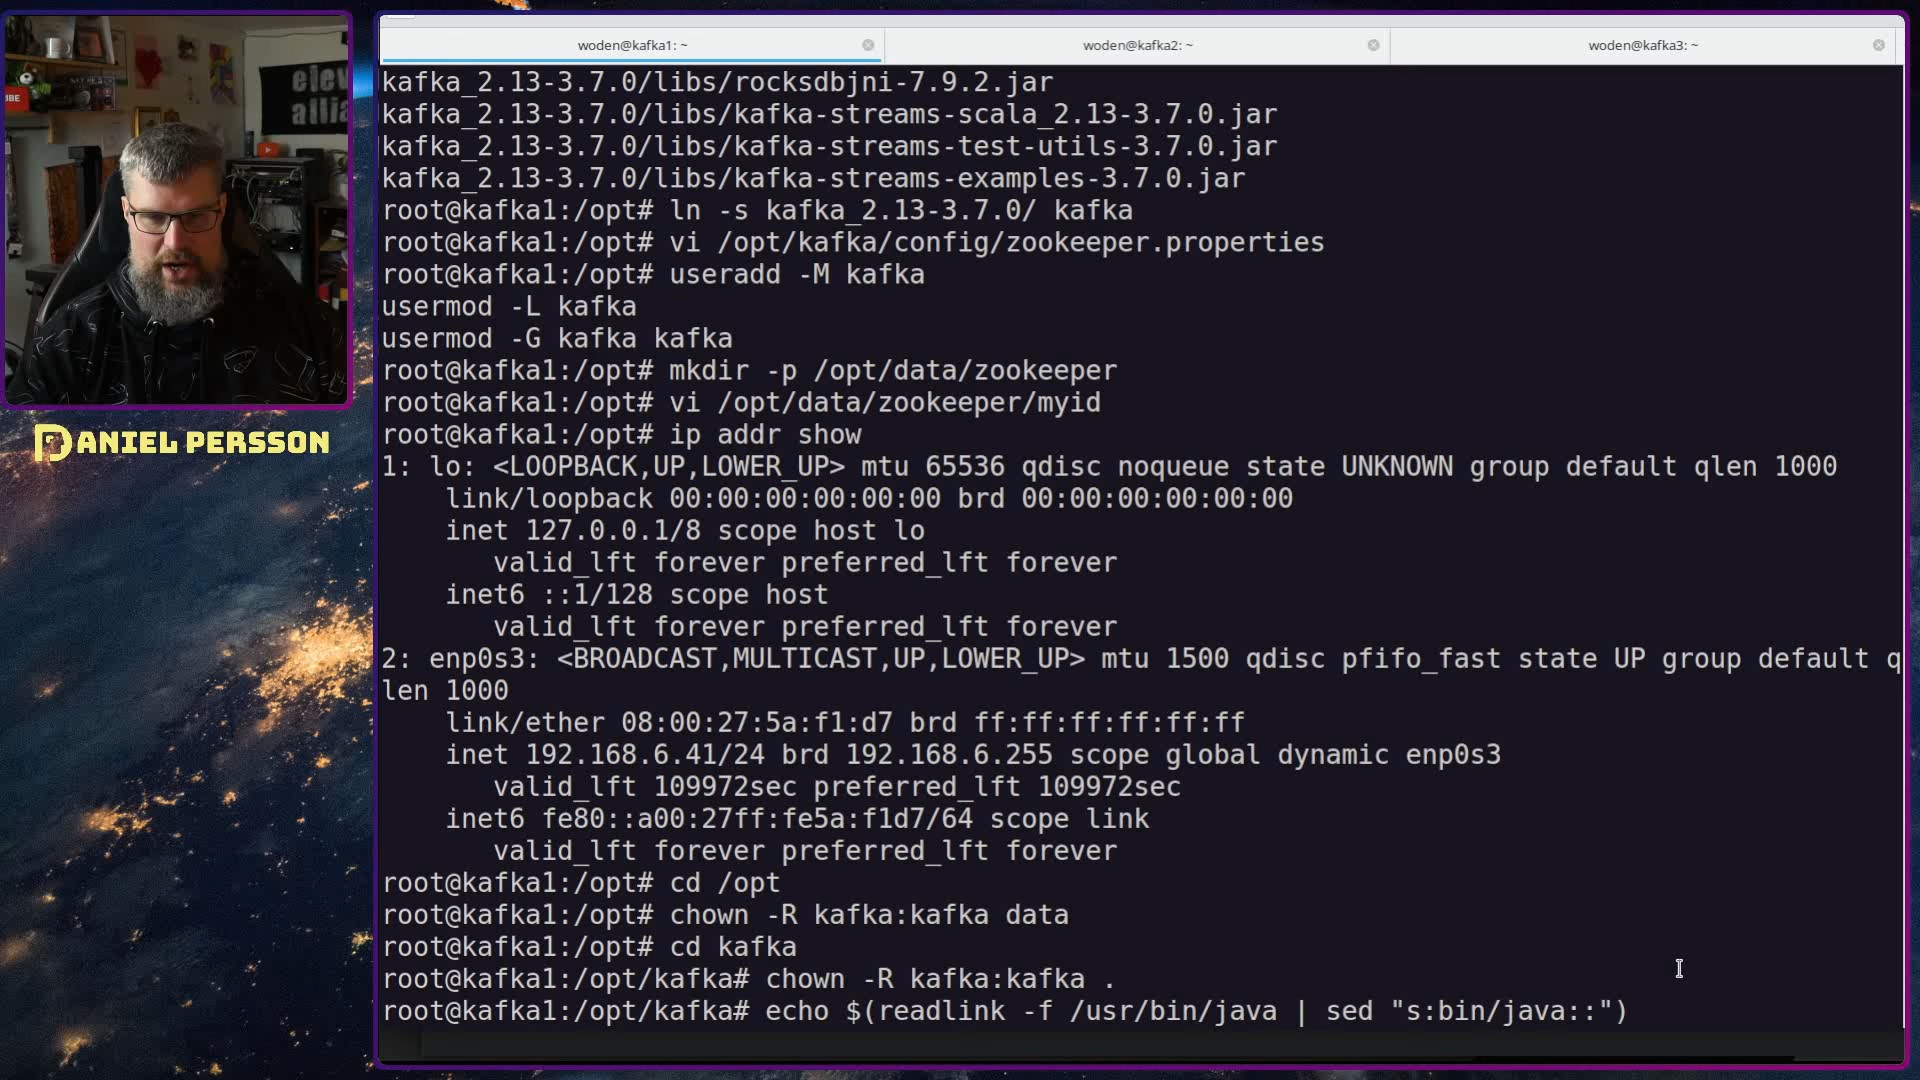 woden@kafka1: ~
woden@kafka2: ~
woden@kafka3: ~
kafka_2.13-3.7.0/libs/rocksdbjni-7.9.2.jar
kafka_2.13-3.7.0/libs/kafka-streams-scala_2.13-3.7.0.jar
kafka_2.13-3.7.0/libs/kafka-streams-test-utils-3.7.0.jar
kafka_2.13-3.7.0/libs/kafka-streams-examples-3.7.0.jar
root@kafka1:/opt# ln -s kafka_2.13-3.7.0/ kafka
root@kafka1:/opt# vi /opt/kafka/config/zookeeper.properties
root@kafka1:/opt# useradd -M kafka
usermod -L kafka
usermod -G kafka kafka
root@kafka1:/opt# mkdir -p /opt/data/zookeeper
root@kafka1:/opt# vi /opt/data/zookeeper/myid
root@kafka1:/opt# ip addr show
1: lo: <LOOPBACK,UP,LOWER_UP> mtu 65536 qdisc noqueue state UNKNOWN group default qlen 1000
    link/loopback 00:00:00:00:00:00 brd 00:00:00:00:00:00
    inet 127.0.0.1/8 scope host lo
       valid_lft forever preferred_lft forever
    inet6 ::1/128 scope host
       valid_lft forever preferred_lft forever
2: enp0s3: <BROADCAST,MULTICAST,UP,LOWER_UP> mtu 1500 qdisc pfifo_fast state UP group default q
len 1000
    link/ether 08:00:27:5a:f1:d7 brd ff:ff:ff:ff:ff:ff
    inet 192.168.6.41/24 brd 192.168.6.255 scope global dynamic enp0s3
       valid_lft 109972sec preferred_lft 109972sec
    inet6 fe80::a00:27ff:fe5a:f1d7/64 scope link
       valid_lft forever preferred_lft forever
root@kafka1:/opt# cd /opt
root@kafka1:/opt# chown -R kafka:kafka data
root@kafka1:/opt# cd kafka
root@kafka1:/opt/kafka# chown -R kafka:kafka .
root@kafka1:/opt/kafka# echo $(readlink -f /usr/bin/java | sed "s:bin/java::")
DANIEL PERSSON